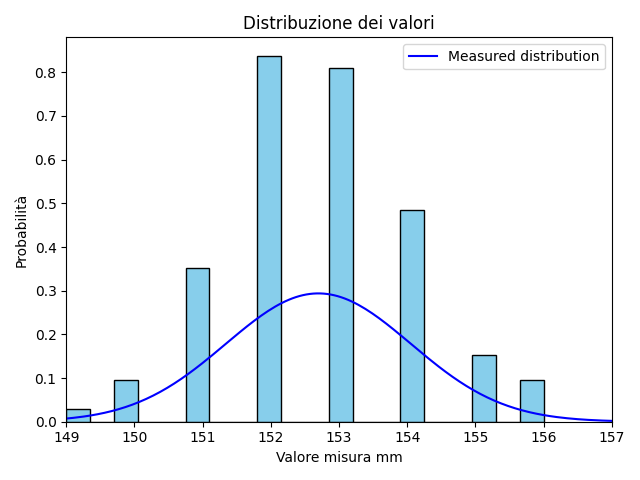 Distribuzione dei valori
Measured distribution
Probabilità
0.8
0.7
0.6
0.5
0.4
0.3
0.2
0.1
0.0
149 150 151 152 153 154 155 156 157
Valore misura mm